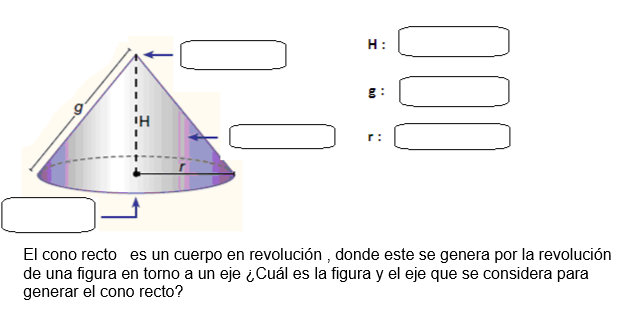 H :
g
g :
H
r :
r
El cono recto   es un cuerpo en revolución , donde este se genera por la revolución
de una figura en torno a un eje ¿Cuál es la figura y el eje que se considera para
generar el cono recto?